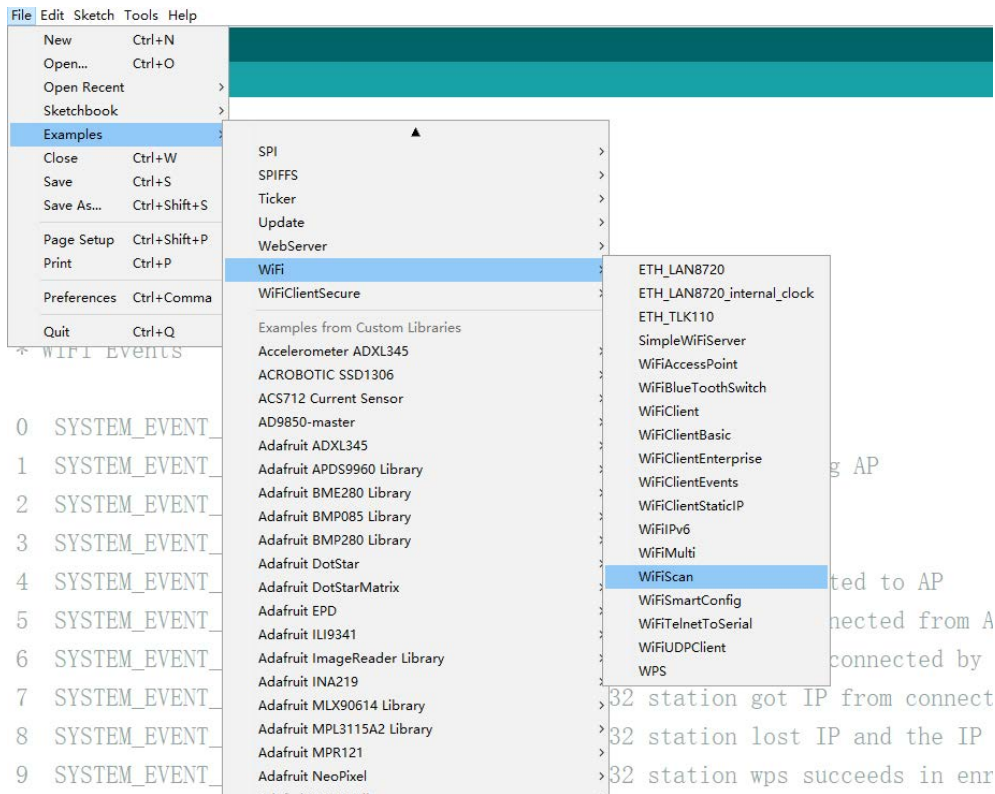 File Edit Sketch Tools Help
New Ctrl+N
Open... Ctrl+O
Open Recent
Sketchbook
Examples
Close Ctrl+W
Save Ctrl+S
Save As... Ctrl+Shift+S
Page Setup Ctrl+Shift+P
Print Ctrl+P
Preferences Ctrl+Comma
Quit Ctrl+Q
SPI
SPIFFS
Ticker
Update
WebServer
WiFi
WiFiClientSecure
Examples from Custom Libraries
Accelerometer ADXL345
ACROBOTIC SSD1306
ACS712 Current Sensor
AD9850-master
Adafruit ADXL345
Adafruit APDS9960 Library
Adafruit BME280 Library
Adafruit BMP085 Library
Adafruit BMP280 Library
Adafruit DotStar
Adafruit DotStarMatrix
Adafruit EPD
Adafruit ILI9341
Adafruit ImageReader Library
Adafruit INA219
Adafruit MLX90614 Library
Adafruit MPL3115A2 Library
Adafruit MPR121
Adafruit NeoPixel
ETH_LAN8720
ETH_LAN8720_internal_clock
ETH_TLK110
SimpleWiFiServer
WiFiAccessPoint
WiFiBlueToothSwitch
WiFiClient
WiFiClientBasic
WiFiClientEnterprise
WiFiClientEvents
WiFiClientStaticIP
WiFiIPv6
WiFiMulti
WiFiScan
WiFiSmartConfig
WiFiTelnetToSerial
WiFiUDPClient
WPS
* WiFi Events
0 SYSTEM_EVENT_
1 SYSTEM_EVENT_ g AP
2 SYSTEM_EVENT_
3 SYSTEM_EVENT_
4 SYSTEM_EVENT_ ted to AP
5 SYSTEM_EVENT_ nected from A
6 SYSTEM_EVENT_ connected by
7 SYSTEM_EVENT_ 32 station got IP from connect
8 SYSTEM_EVENT_ 32 station lost IP and the IP
9 SYSTEM_EVENT_ 32 station wps succeeds in enr